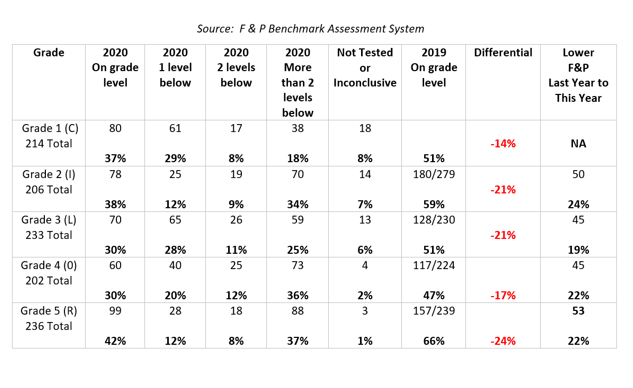 Source: F & P Benchmark Assessment System
Grade 2020 On grade level 2020 1 level below 2020 2 levels below 2020 More than 2 levels below Not Tested or Inconclusive 2019 On grade level Differential Lower F&P Last Year to This Year
Grade 1 (C) 80 61 17 38 18
214 Total
-14% NA
37% 29% 8% 18% 8% 51%
Grade 2 (I) 78 25 19 70 14 180/279 50
206 Total
-21%
38% 12% 9% 34% 7% 59% 24%
Grade 3 (L) 70 65 26 59 13 128/230 45
233 Total
-21%
30% 28% 11% 25% 6% 51% 19%
Grade 4 (0) 60 40 25 73 4 117/224 45
202 Total
30% 20% 12% 36% 2% 47% -17% 22%
Grade 5 (R) 99 28 18 88 3 157/239 53
236 Total
42% 12% 8% 37% 1% 66% -24% 22%